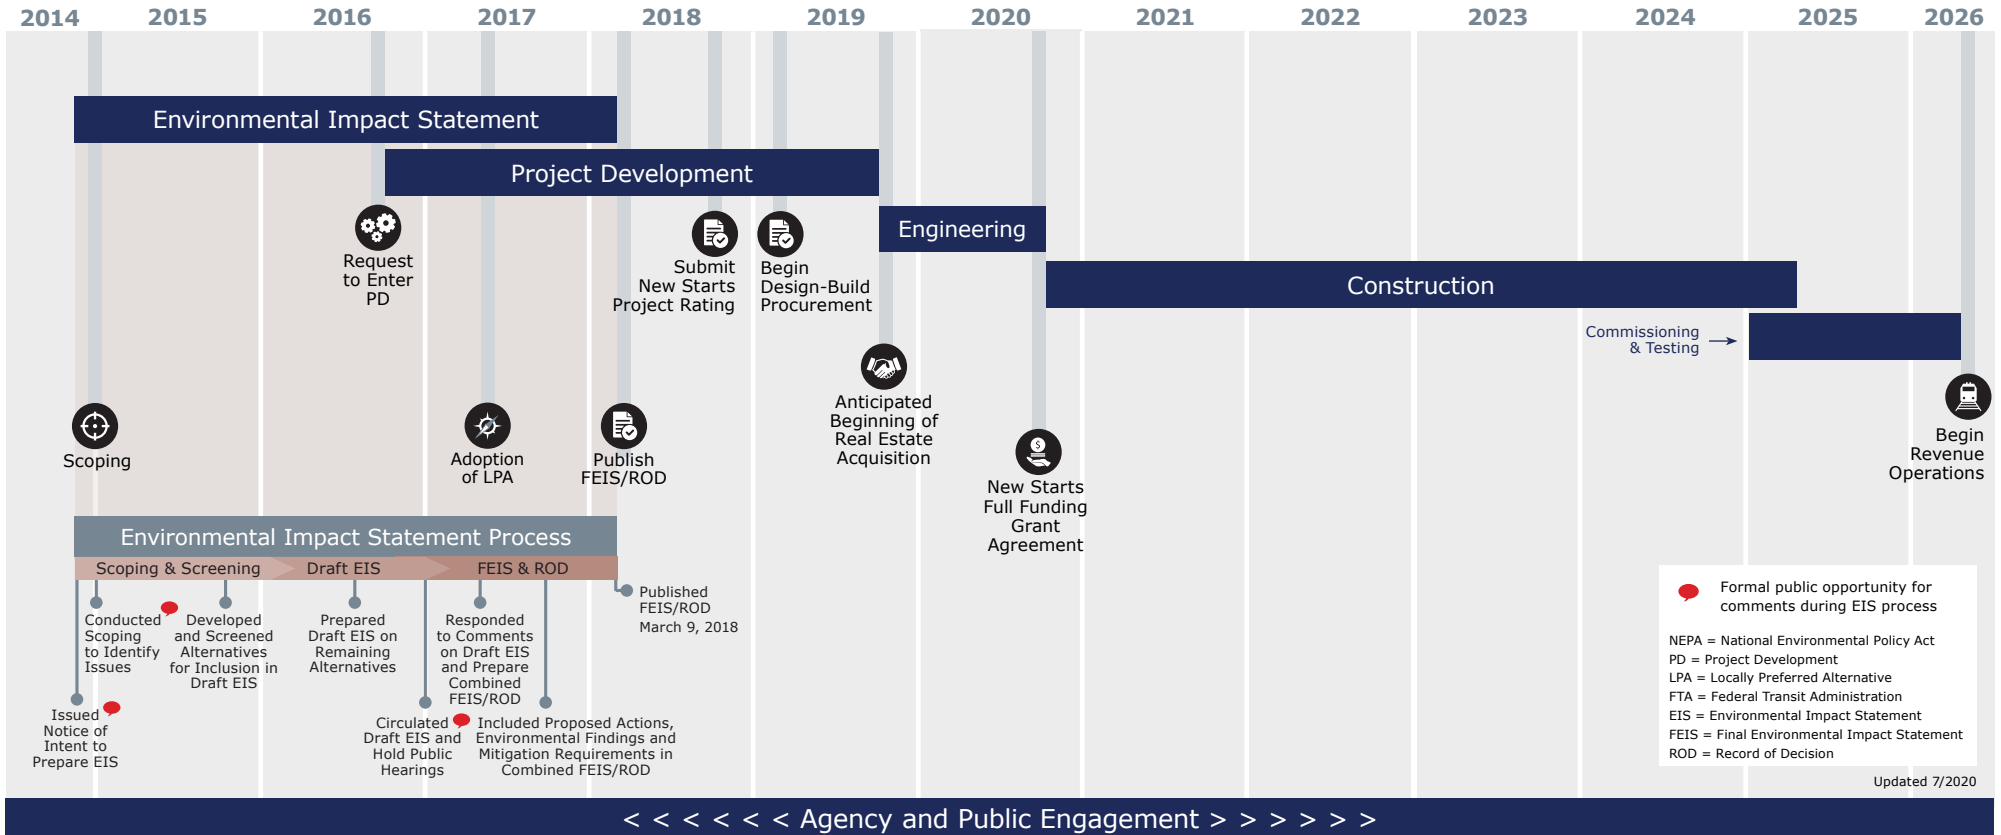 2014 2015 2016 2017 2018 2019 2020 2021 2022 2023 2024 2025 2026
Environmental Impact Statement
Project Development
Engineering
Construction
Commissioning
& Testing
Request
to Enter
PD
Submit
New Starts
Project Rating
Begin
Design-Build
Procurement
Anticipated
Beginning of
Real Estate
Acquisition
Scoping
Adoption
of LPA
Publish
FEIS/ROD
New Starts
Full Funding
Grant
Agreement
Begin
Revenue
Operations
Environmental Impact Statement Process
Scoping & Screening
Draft EIS
FEIS & ROD
Conducted
Scoping
to Identify
Issues
Developed
and Screened
Alternatives
for Inclusion in
Draft EIS
Prepared
Draft EIS on
Remaining
Alternatives
Responded
to Comments
on Draft EIS
and Prepare
Combined
FEIS/ROD
Published
FEIS/ROD
March 9, 2018
Issued
Notice of
Intent to
Prepare EIS
Circulated
Draft EIS and
Hold Public
Hearings
Included Proposed Actions,
Environmental Findings and
Mitigation Requirements in
Combined FEIS/ROD
Formal public opportunity for
comments during EIS process
NEPA = National Environmental Policy Act
PD = Project Development
LPA = Locally Preferred Alternative
FTA = Federal Transit Administration
EIS = Environmental Impact Statement
FEIS = Final Environmental Impact Statement
ROD = Record of Decision
Updated 7/2020
< < < < < < Agency and Public Engagement > > > > > >